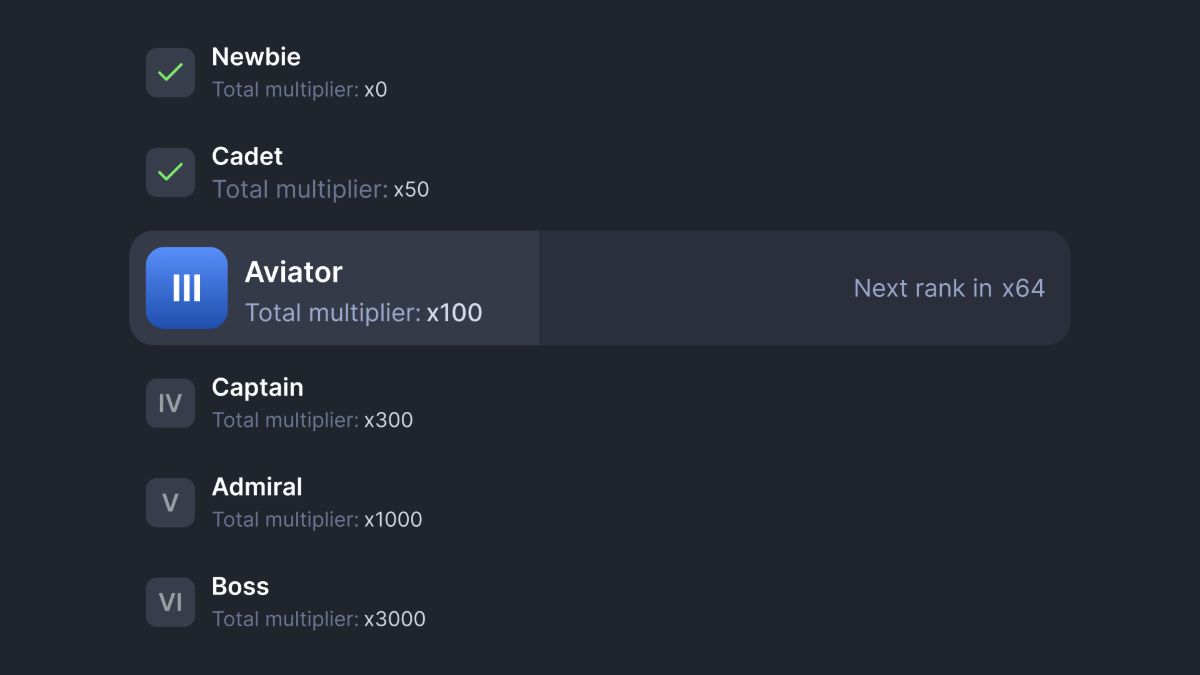 Newbie
Total multiplier: x0
Cadet
Total multiplier: x50
III
Aviator
Total multiplier: x100
Next rank in x64
IV
Captain
Total multiplier: x300
V
Admiral
Total multiplier: x1000
VI
Boss
Total multiplier: x3000